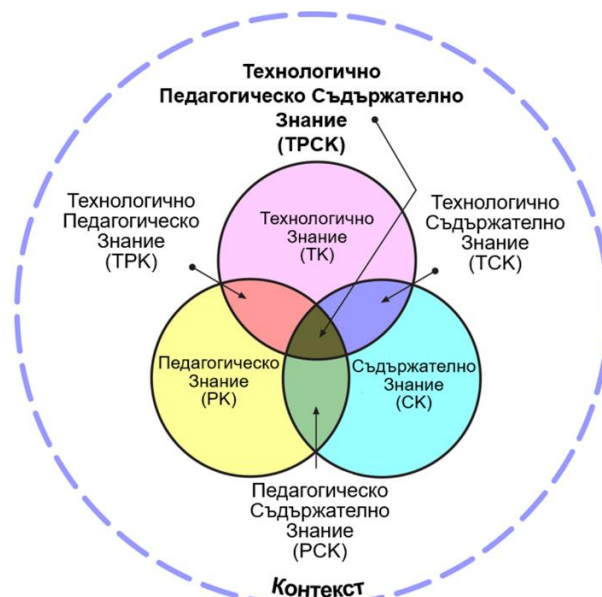 Технологично
Педагогическо Съдържателно
Знание
(TPCK)
Технологично
Педагогическо
Знание
(TPK)
Технологично
Знание
(TK)
Технологично
Съдържателно
Знание
(TCK)
Педагогическо
Знание
(PK)
Съдържателно
Знание
(CK)
Педагогическо
Съдържателно
Знание
(PCK)
Контекст